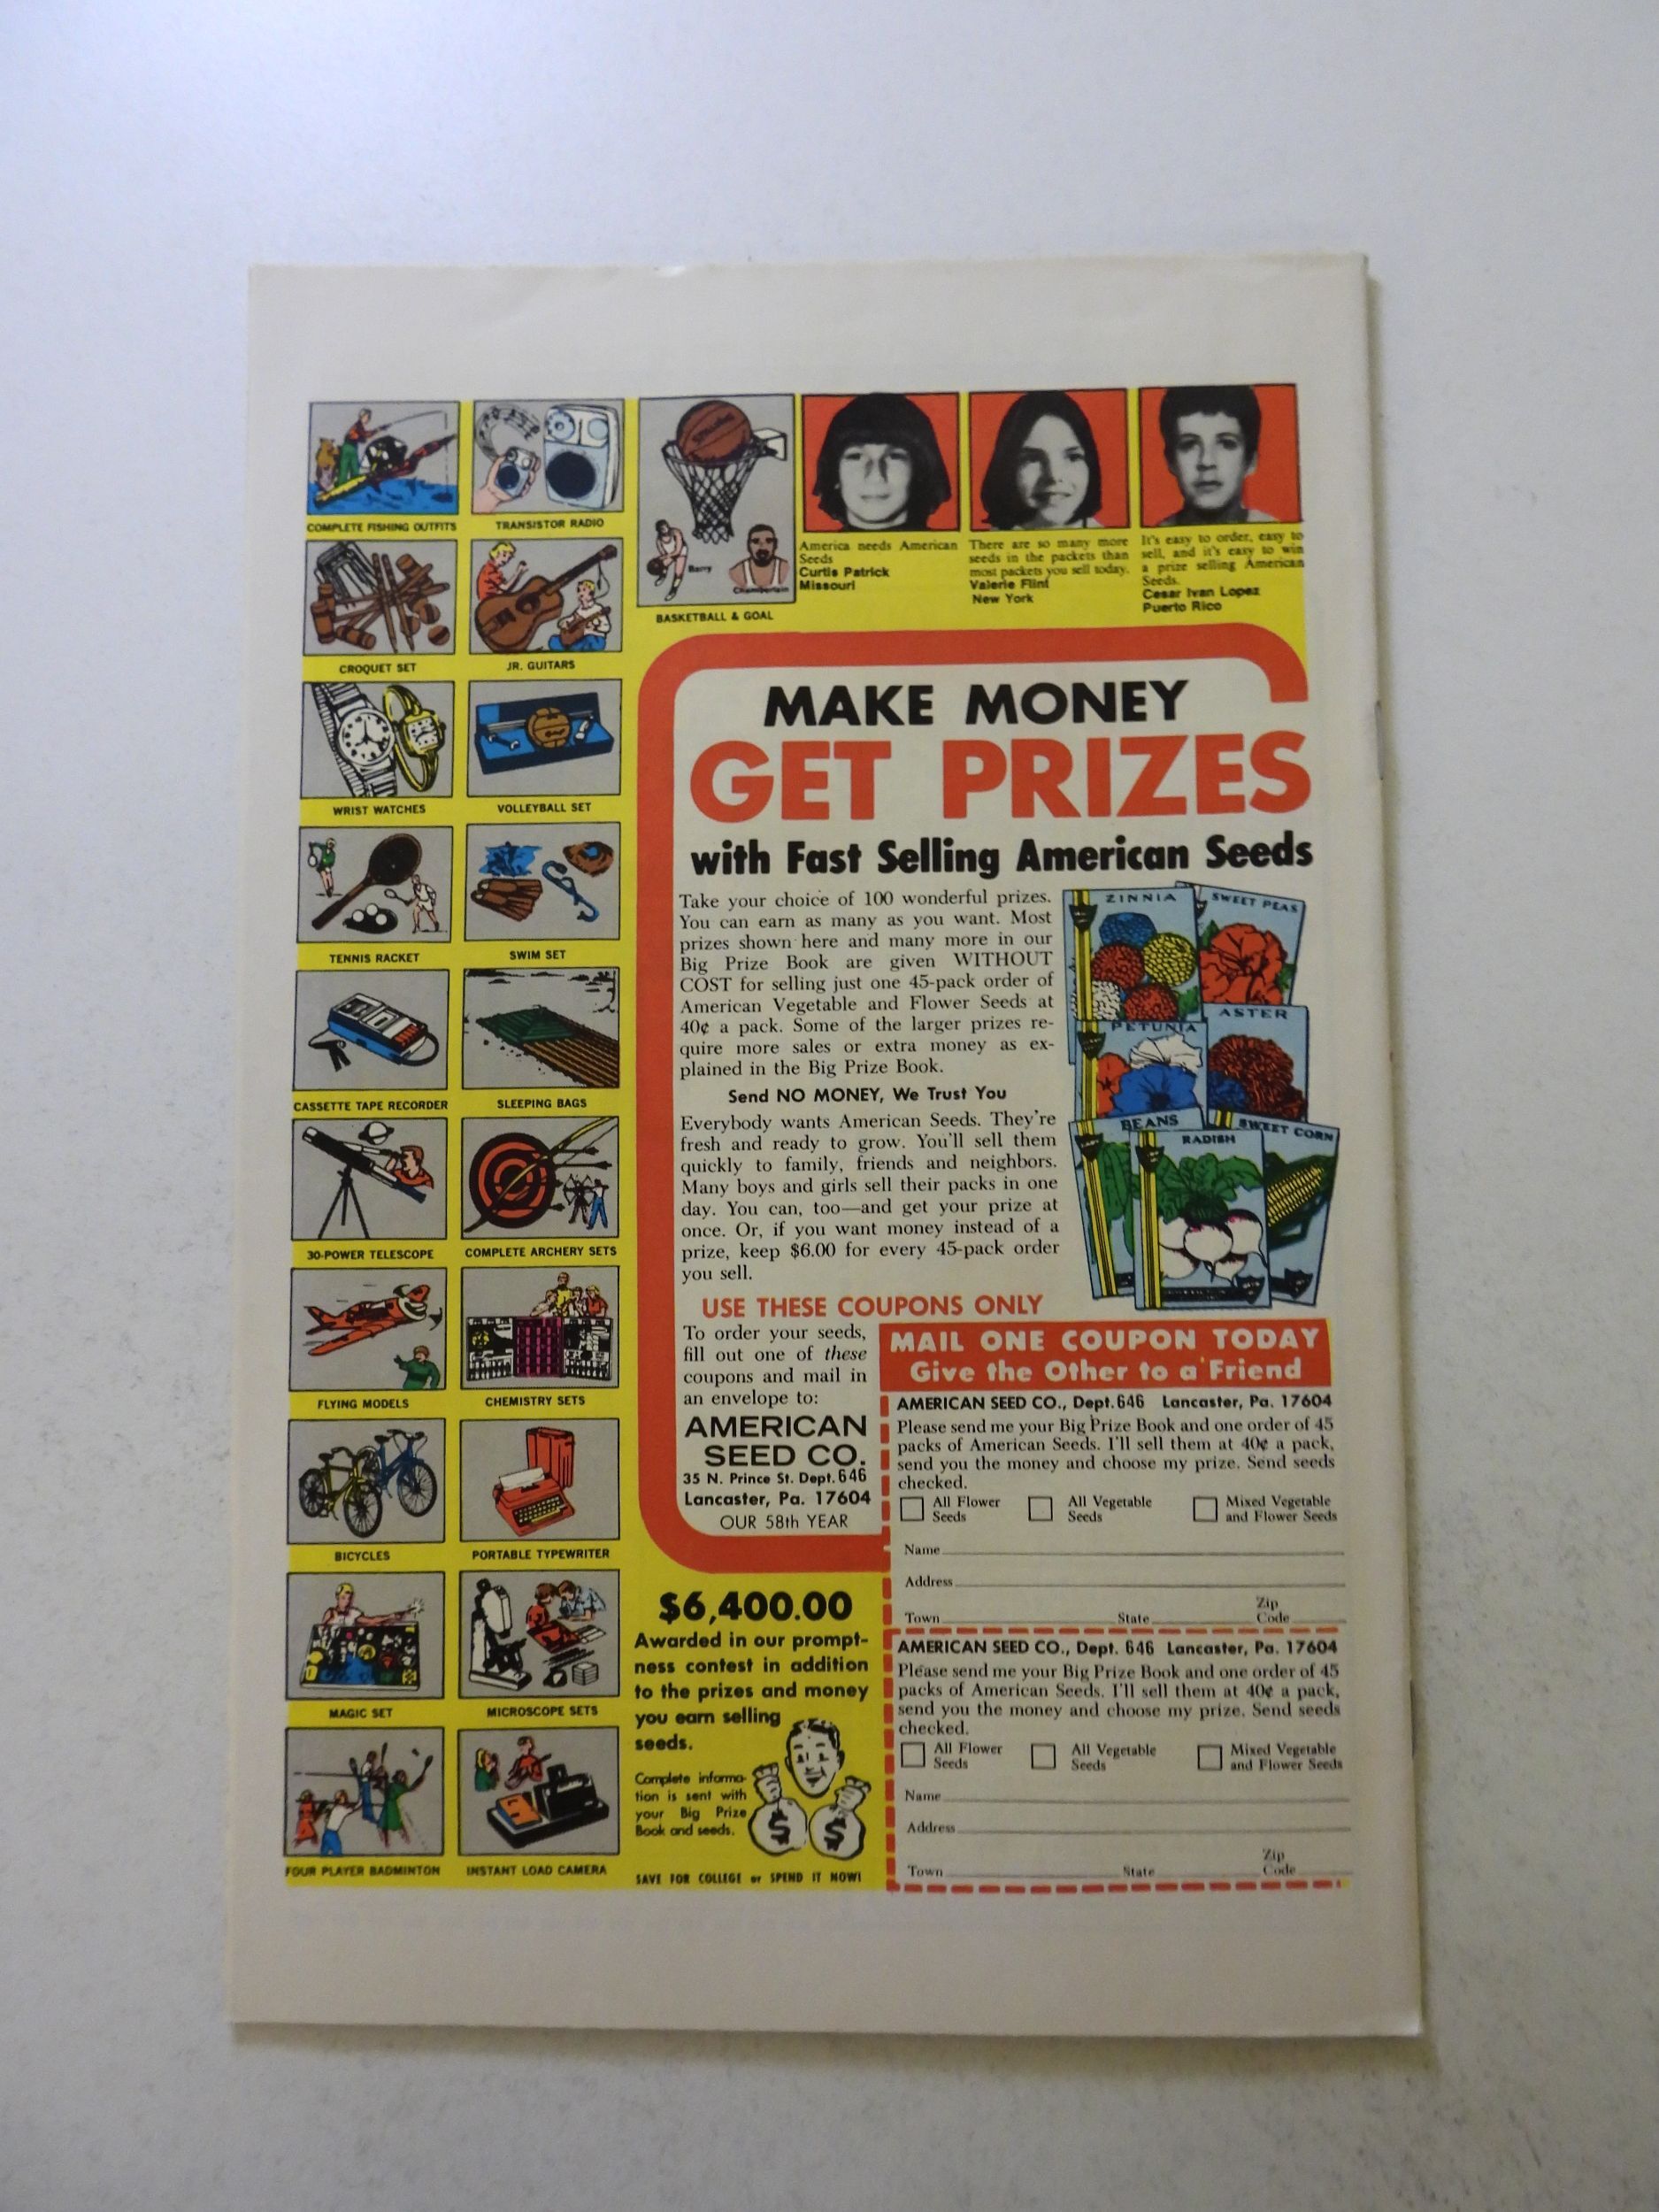 COMPLETE FISHING OUTFITS
TRANSISTOR RADIO
CROQUET SET
JR. GUITARS
WRIST WATCHES
VOLLEYBALL SET
TENNIS RACKET
SWIM SET
CASSETTE TAPE RECORDER
SLEEPING BAGS
30-POWER TELESCOPE
COMPLETE ARCHERY SETS
FLYING MODELS
CHEMISTRY SETS
BICYCLES
PORTABLE TYPEWRITER
MAGIC SET
MICROSCOPE SETS
FOUR PLAYER BADMINTON
INSTANT LOAD CAMERA
Barry
Chamberlain
BASKETBALL & GOAL
America needs American
Seeds
Curtis Patrick
Missouri
There are so many more
seeds in the packets than
most packets you sell today.
Valerie Flint
New York
It's easy to order, easy to
sell, and it's easy to win
a prize selling American
Seeds.
Cesar Ivan Lopez
Puerto Rico
MAKE MONEY
GET PRIZES
with Fast Selling American Seeds
Take your choice of 100 wonderful prizes.
You can earn as many as you want. Most
prizes shown here and many more in our
Big Prize Book are given WITHOUT
COST for selling just one 45-pack order of
American Vegetable and Flower Seeds at
40¢ a pack. Some of the larger prizes re-
quire more sales or extra money as ex-
plained in the Big Prize Book.
Send NO MONEY, We Trust You
Everybody wants American Seeds. They're
fresh and ready to grow. You'll sell them
quickly to family, friends and neighbors.
Many boys and girls sell their packs in one
day. You can, too—and get your prize at
once. Or, if you want money instead of a
prize, keep $6.00 for every 45-pack order
you sell.
ZINNIA
SWEET PEAS
PETUNIA
ASTER
BEANS
RADISH
SWEET CORN
USE THESE COUPONS ONLY
To order your seeds,
fill out one of these
coupons and mail in
an envelope to:
AMERICAN
SEED CO.
35 N. Prince St. Dept. 646
Lancaster, Pa. 17604
OUR 58th YEAR
MAIL ONE COUPON TODAY
Give the Other to a Friend
AMERICAN SEED CO., Dept. 646 Lancaster, Pa. 17604
Please send me your Big Prize Book and one order of 45
packs of American Seeds. I'll sell them at 40¢ a pack,
send you the money and choose my prize. Send seeds
checked.
All Flower Seeds
All Vegetable Seeds
Mixed Vegetable and Flower Seeds
Name
Address
Town State Zip Code
AMERICAN SEED CO., Dept. 646 Lancaster, Pa. 17604
Please send me your Big Prize Book and one order of 45
packs of American Seeds. I'll sell them at 40¢ a pack,
send you the money and choose my prize. Send seeds
checked.
All Flower Seeds
All Vegetable Seeds
Mixed Vegetable and Flower Seeds
Name
Address
Town State Zip Code
$6,400.00
Awarded in our prompt-
ness contest in addition
to the prizes and money
you earn selling
seeds.
Complete informa-
tion is sent with
your Big Prize
Book and seeds.
$ $
SAVE FOR COLLEGE or SPEND IT NOW!